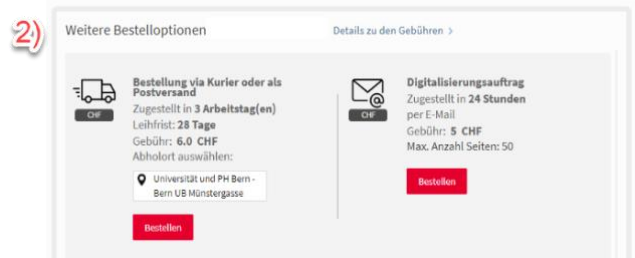 2)
Weitere Bestelloptionen
Details zu den Gebühren >
Bestellung via Kurier oder als
Postversand
CHF
Zugestellt in 3 Arbeitstag(en)
Leihfrist: 28 Tage
Gebühr: 6.0 CHF
Abholort auswählen:
Universität und PH Bern -
Bern UB Münstergasse
Bestellen
Digitalisierungsauftrag
CHF
Zugestellt in 24 Stunden
per E-Mail
Gebühr: 5 CHF
Max. Anzahl Seiten: 50
Bestellen